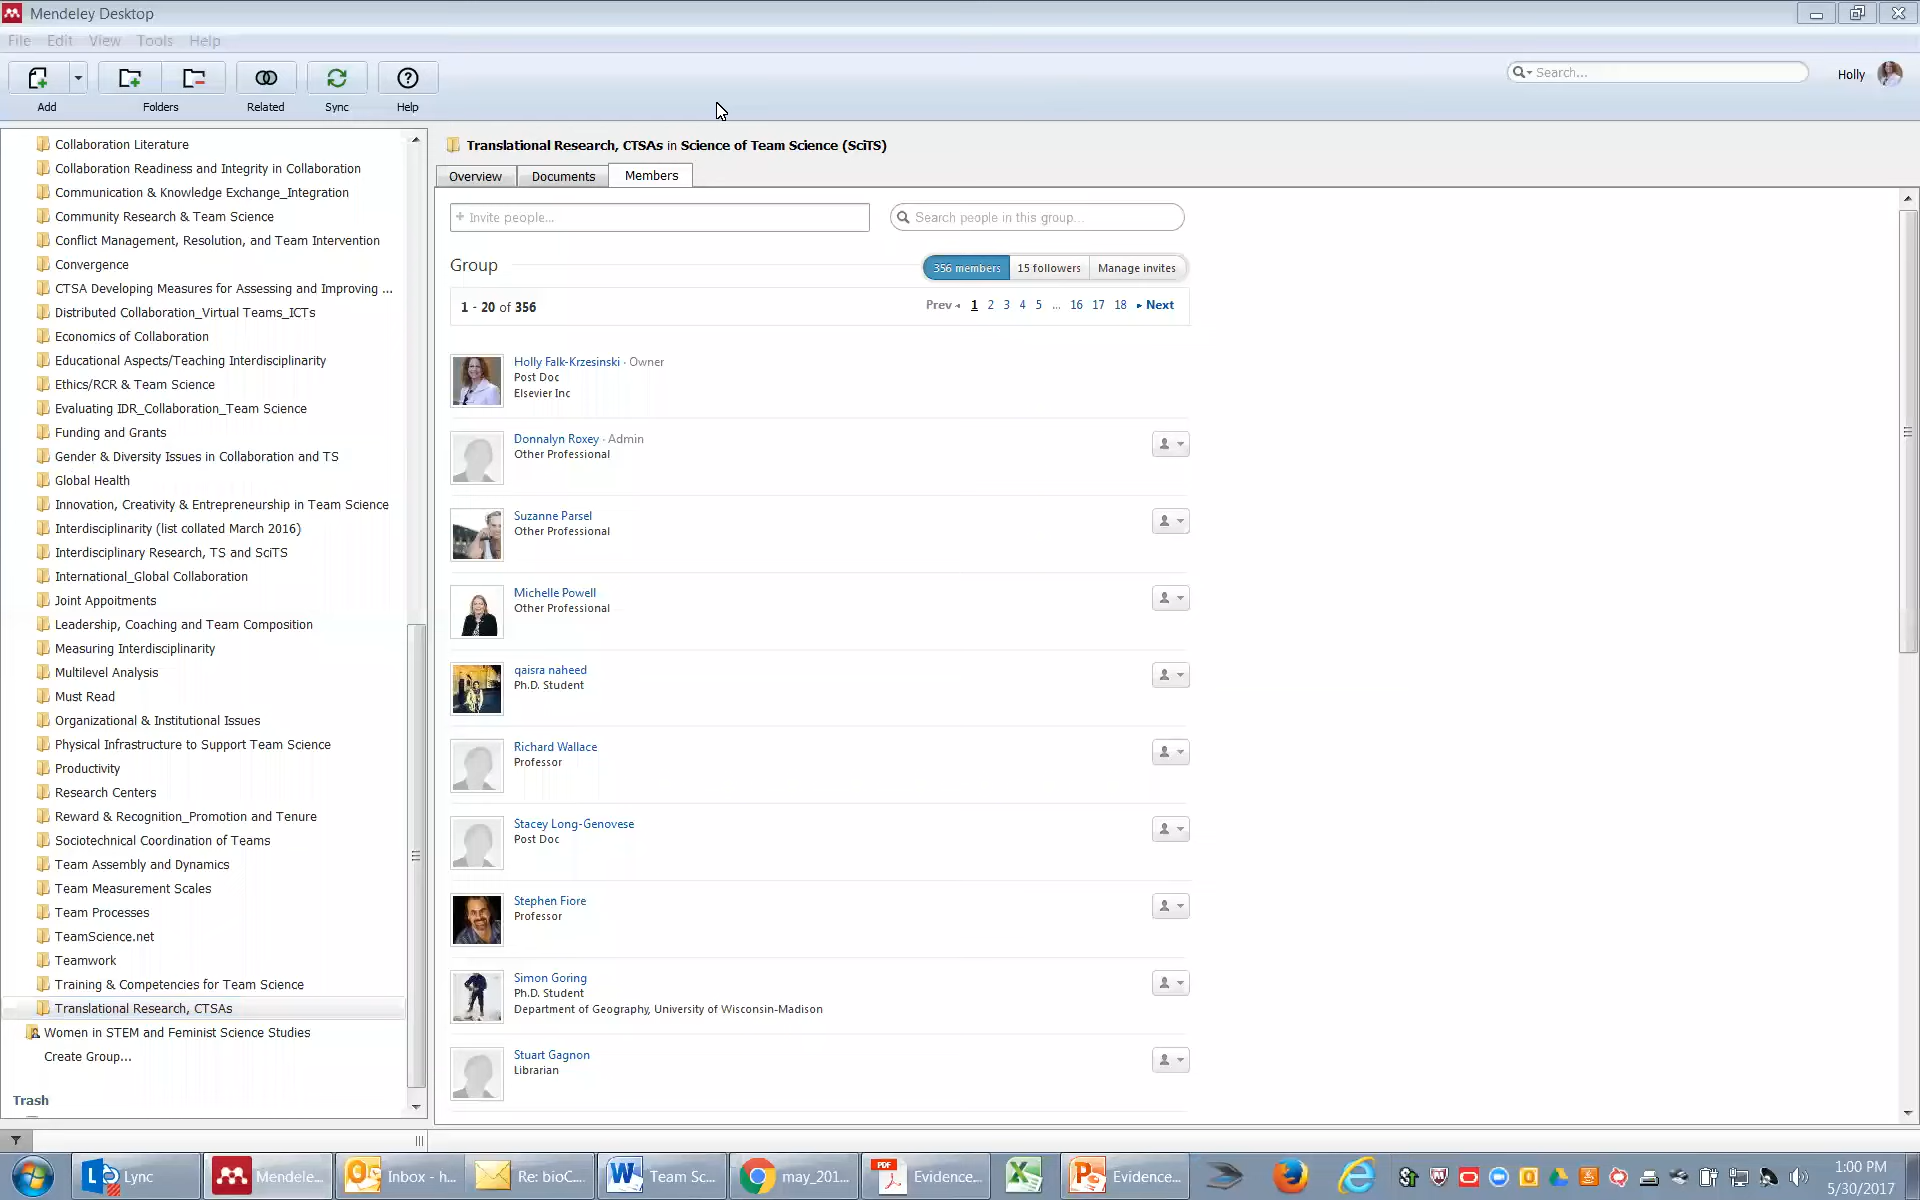 Mendeley Desktop
File Edit View Tools Help
Search...
Holly
Add Folders Related Sync Help
Collaboration Literature
Collaboration Readiness and Integrity in Collaboration
Communication & Knowledge Exchange_Integration
Community Research & Team Science
Conflict Management, Resolution, and Team Intervention
Convergence
CTSA Developing Measures for Assessing and Improving ...
Distributed Collaboration_Virtual Teams_ICTs
Economics of Collaboration
Educational Aspects/Teaching Interdisciplinarity
Ethics/RCR & Team Science
Evaluating IDR_Collaboration_Team Science
Funding and Grants
Gender & Diversity Issues in Collaboration and TS
Global Health
Innovation, Creativity & Entrepreneurship in Team Science
Interdisciplinarity (list collated March 2016)
Interdisciplinary Research, TS and SciTS
International_Global Collaboration
Joint Appoitments
Leadership, Coaching and Team Composition
Measuring Interdisciplinarity
Multilevel Analysis
Must Read
Organizational & Institutional Issues
Physical Infrastructure to Support Team Science
Productivity
Research Centers
Reward & Recognition_Promotion and Tenure
Sociotechnical Coordination of Teams
Team Assembly and Dynamics
Team Measurement Scales
Team Processes
TeamScience.net
Teamwork
Training & Competencies for Team Science
Translational Research, CTSAs
Women in STEM and Feminist Science Studies
Create Group...
Trash
Translational Research, CTSAs in Science of Team Science (SciTS)
Overview Documents Members
+ Invite people...
Search people in this group...
Group
356 members 15 followers Manage invites
1 - 20 of 356
Prev 1 2 3 4 5 ... 16 17 18 Next
Holly Falk-Krzesinski · Owner
Post Doc
Elsevier Inc
Donnalyn Roxey · Admin
Other Professional
Suzanne Parsel
Other Professional
Michelle Powell
Other Professional
qaisra naheed
Ph.D. Student
Richard Wallace
Professor
Stacey Long-Genovese
Post Doc
Stephen Fiore
Professor
Simon Goring
Ph.D. Student
Department of Geography, University of Wisconsin-Madison
Stuart Gagnon
Librarian
Lync
Mendele...
Inbox - h...
Re: bioC...
Team Sc...
may_201...
PDF
Evidence...
Evidence...
1:00 PM
5/30/2017